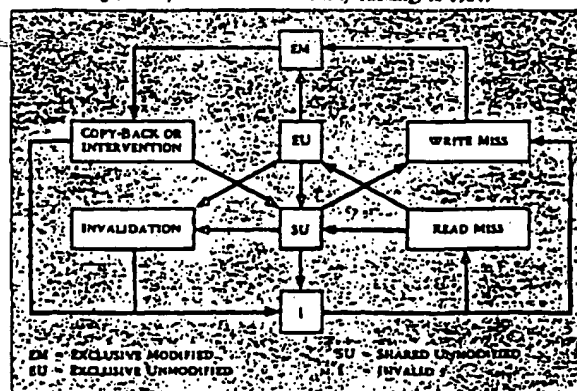 EM
COPY-BACK OR
INTERVENTION
EU
WRITE MISS
INVALIDATION
SU
READ MISS
I
EM = EXCLUSIVE MODIFIED
EU = EXCLUSIVE UNMODIFIED
SU = SHARED UNMODIFIED
I = INVALID